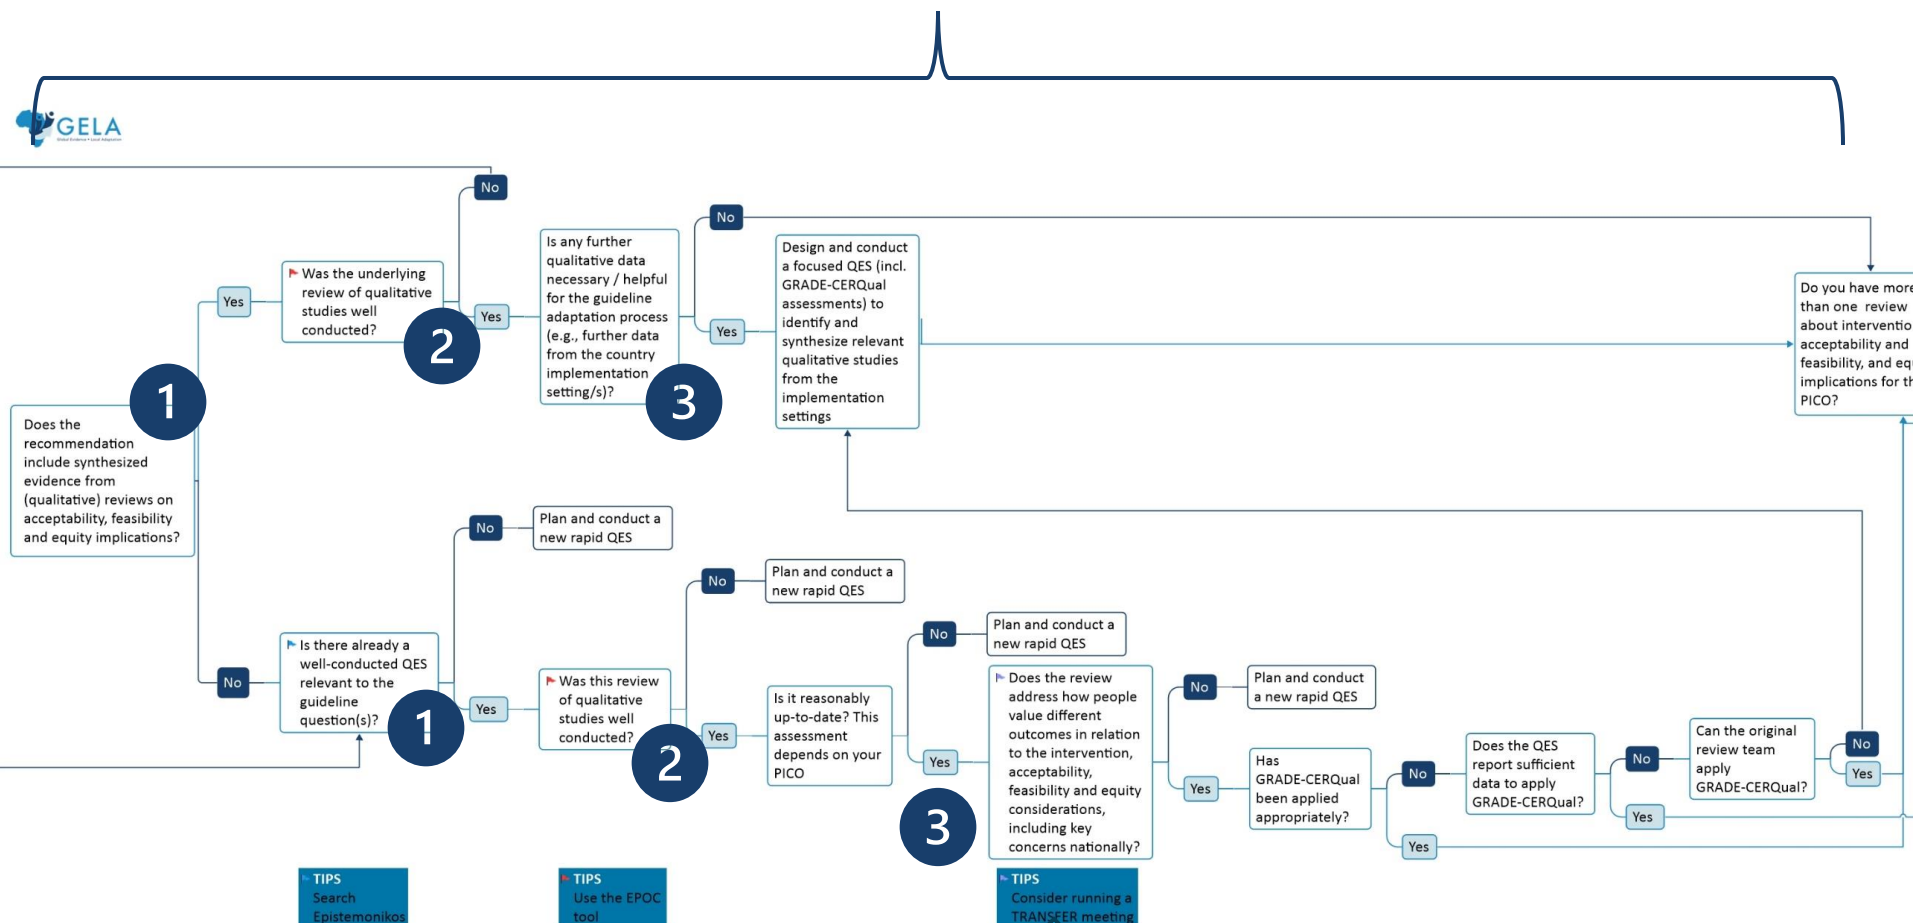 GELA
Global Evidence • Local Adaptation
No
No
Is any further
qualitative data
necessary / helpful
for the guideline
adaptation process
(e.g., further data
from the country
implementation
setting/s)?
Design and conduct
a focused QES (incl.
GRADE-CERQual
assessments) to
identify and
synthesize relevant
qualitative studies
from the
implementation
settings
Was the underlying
review of qualitative
studies well
conducted?
Yes
Yes
Yes
Do you have more
than one review
about interventio
acceptability and
feasibility, and equ
implications for th
PICO?
1
2
3
Does the
recommendation
include synthesized
evidence from
(qualitative) reviews on
acceptability, feasibility
and equity implications?
No
Plan and conduct a
new rapid QES
No
Plan and conduct a
new rapid QES
No
Plan and conduct a
new rapid QES
No
Is there already a
well-conducted QES
relevant to the
guideline
question(s)?
1
Yes
Was this review
of qualitative
studies well
conducted?
2
Yes
Is it reasonably
up-to-date? This
assessment
depends on your
PICO
Yes
3
Does the review
address how people
value different
outcomes in relation
to the intervention,
acceptability,
feasibility and equity
considerations,
including key
concerns nationally?
No
Plan and conduct
a new rapid QES
Yes
Has
GRADE-CERQual
been applied
appropriately?
No
Yes
Does the QES
report sufficient
data to apply
GRADE-CERQual?
No
Yes
Can the original
review team
apply
GRADE-CERQual?
No
Yes
TIPS
Search
Epistemonikos
TIPS
Use the EPOC
tool
TIPS
Consider running a
TRANSFER meeting